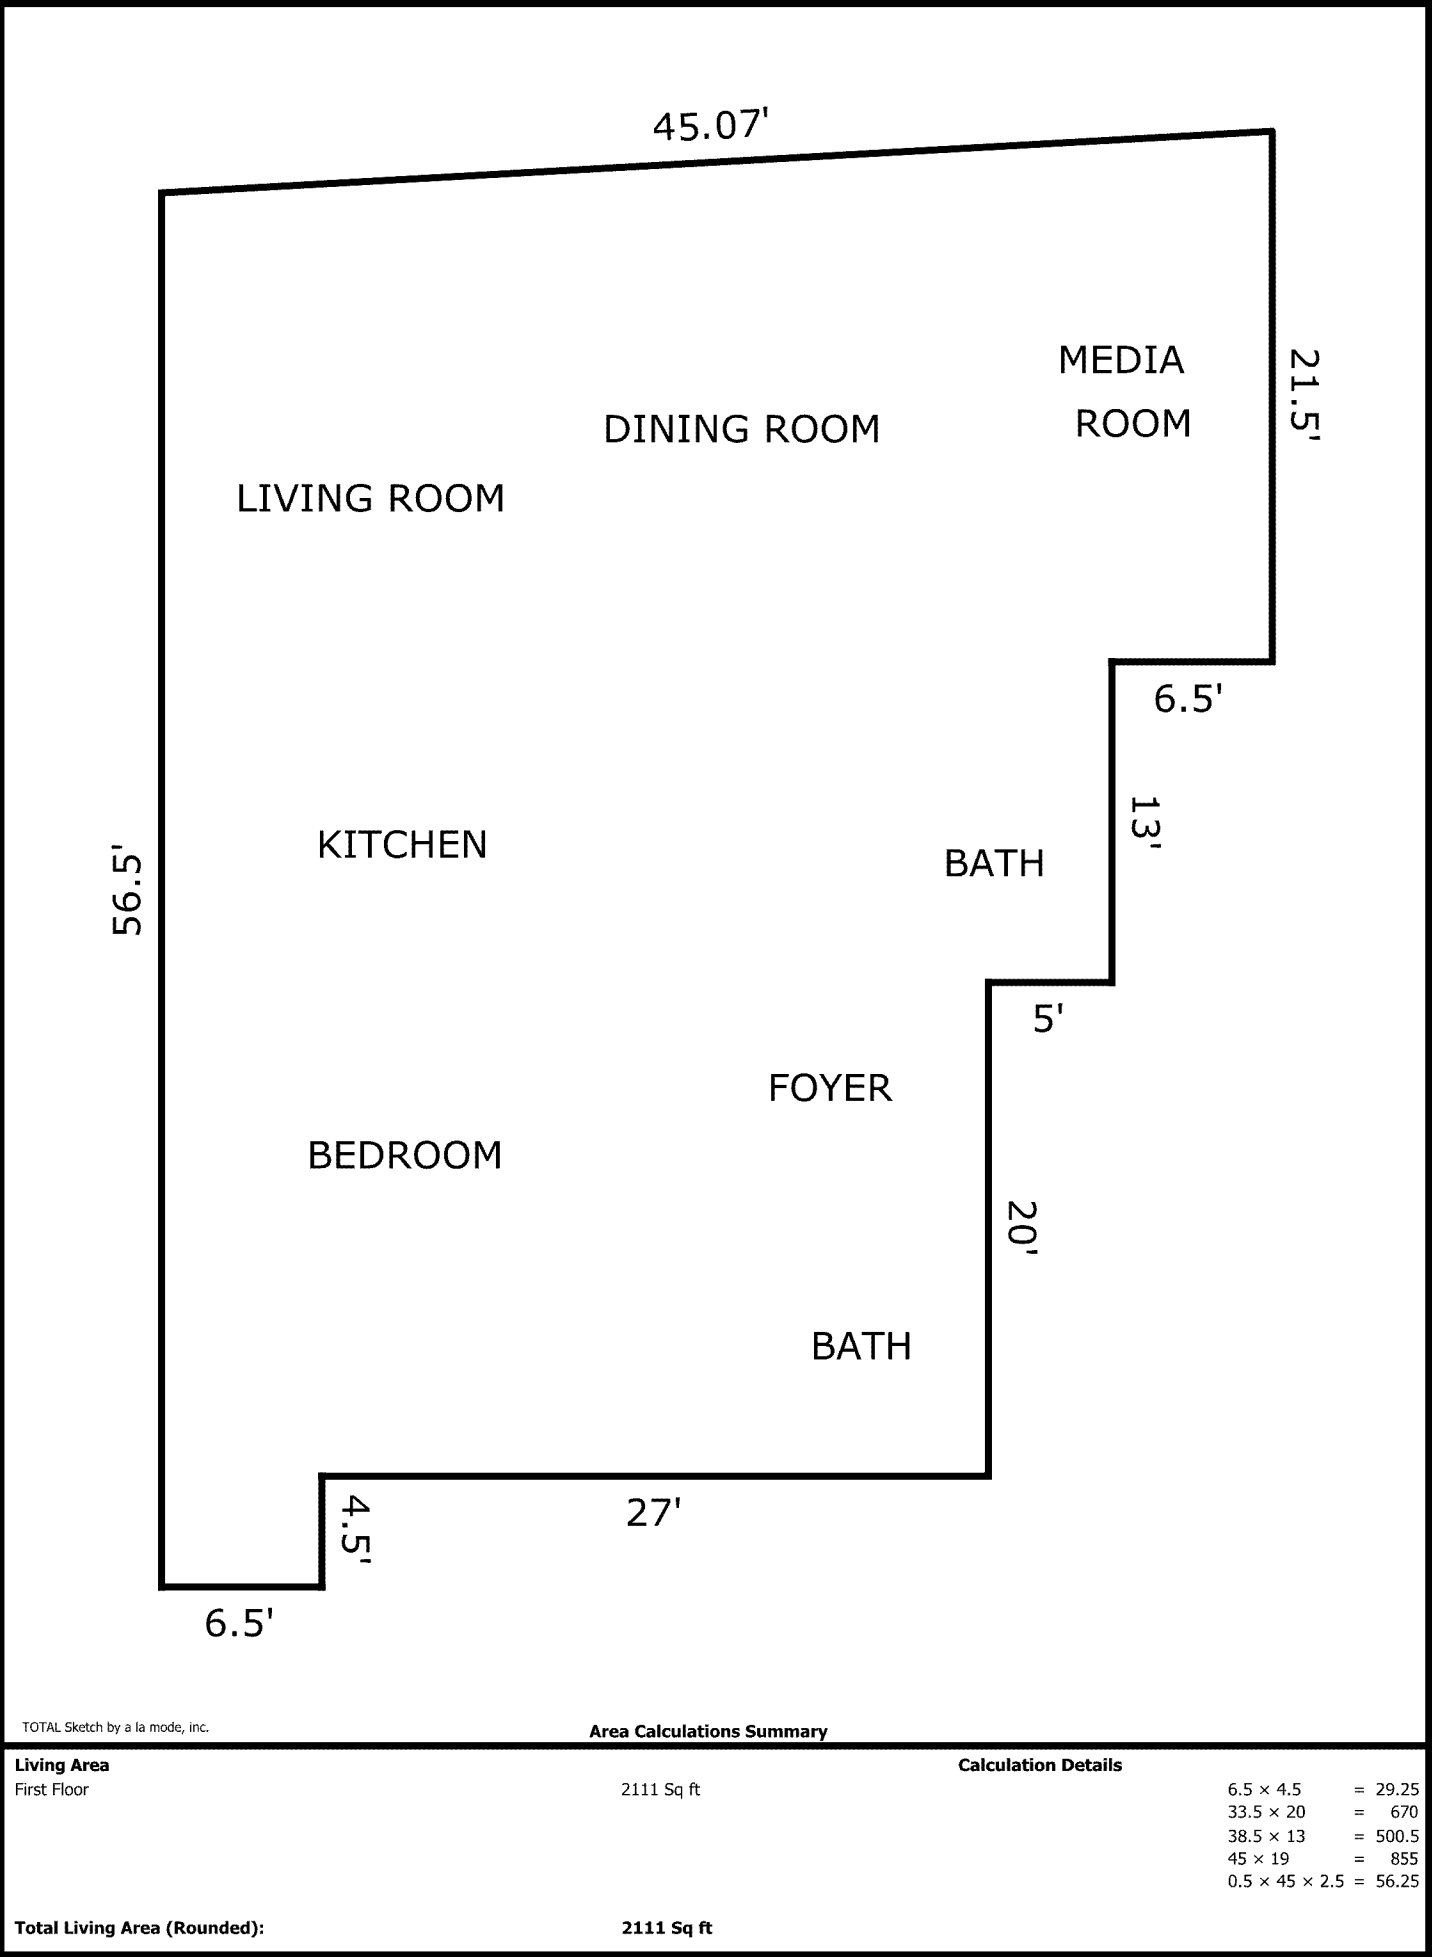 45.07'
MEDIA
ROOM
21.5'
DINING ROOM
LIVING ROOM
6.5'
13'
KITCHEN
BATH
56.5'
5'
FOYER
BEDROOM
20'
BATH
27'
4.5'
6.5'
TOTAL Sketch by a la mode, inc.
Area Calculations Summary
Living Area
Calculation Details
First Floor 2111 Sq ft 6.5 × 4.5 = 29.25
33.5 × 20 = 670
38.5 × 13 = 500.5
45 × 19 = 855
0.5 × 45 × 2.5 = 56.25
Total Living Area (Rounded): 2111 Sq ft